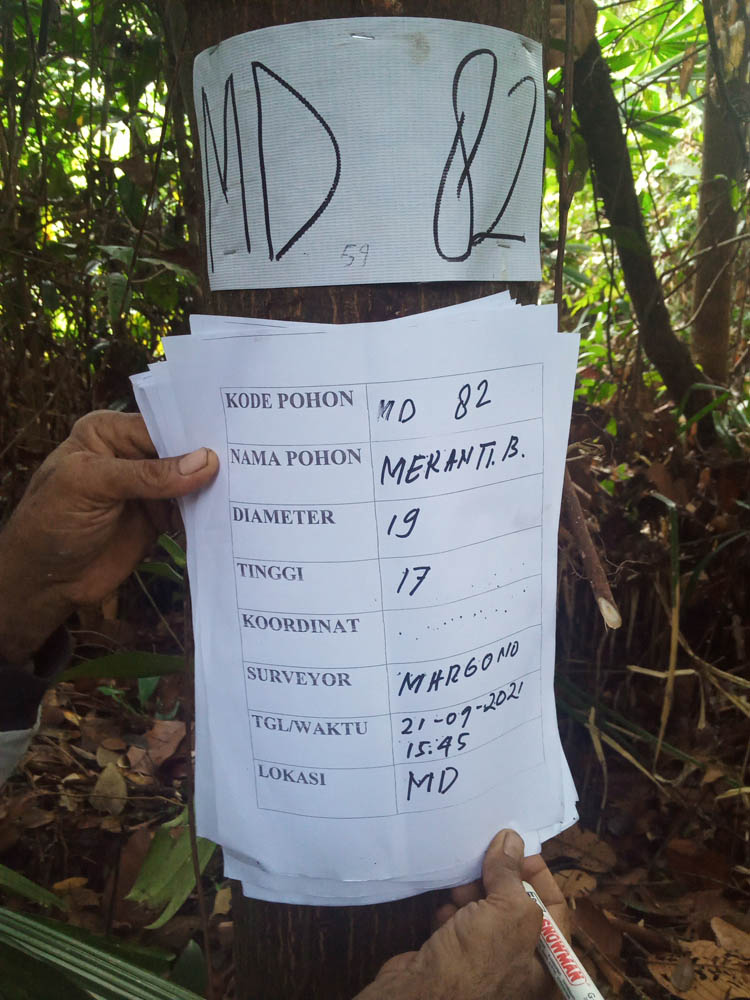 MD 82
59
KODE POHON MD 82
NAMA POHON MERANTI. B.
DIAMETER 19
TINGGI 17
KOORDINAT ..........
SURVEYOR MARGONO
TGL/WAKTU 21-09-2021
15:45
LOKASI MD
SNOWMAN